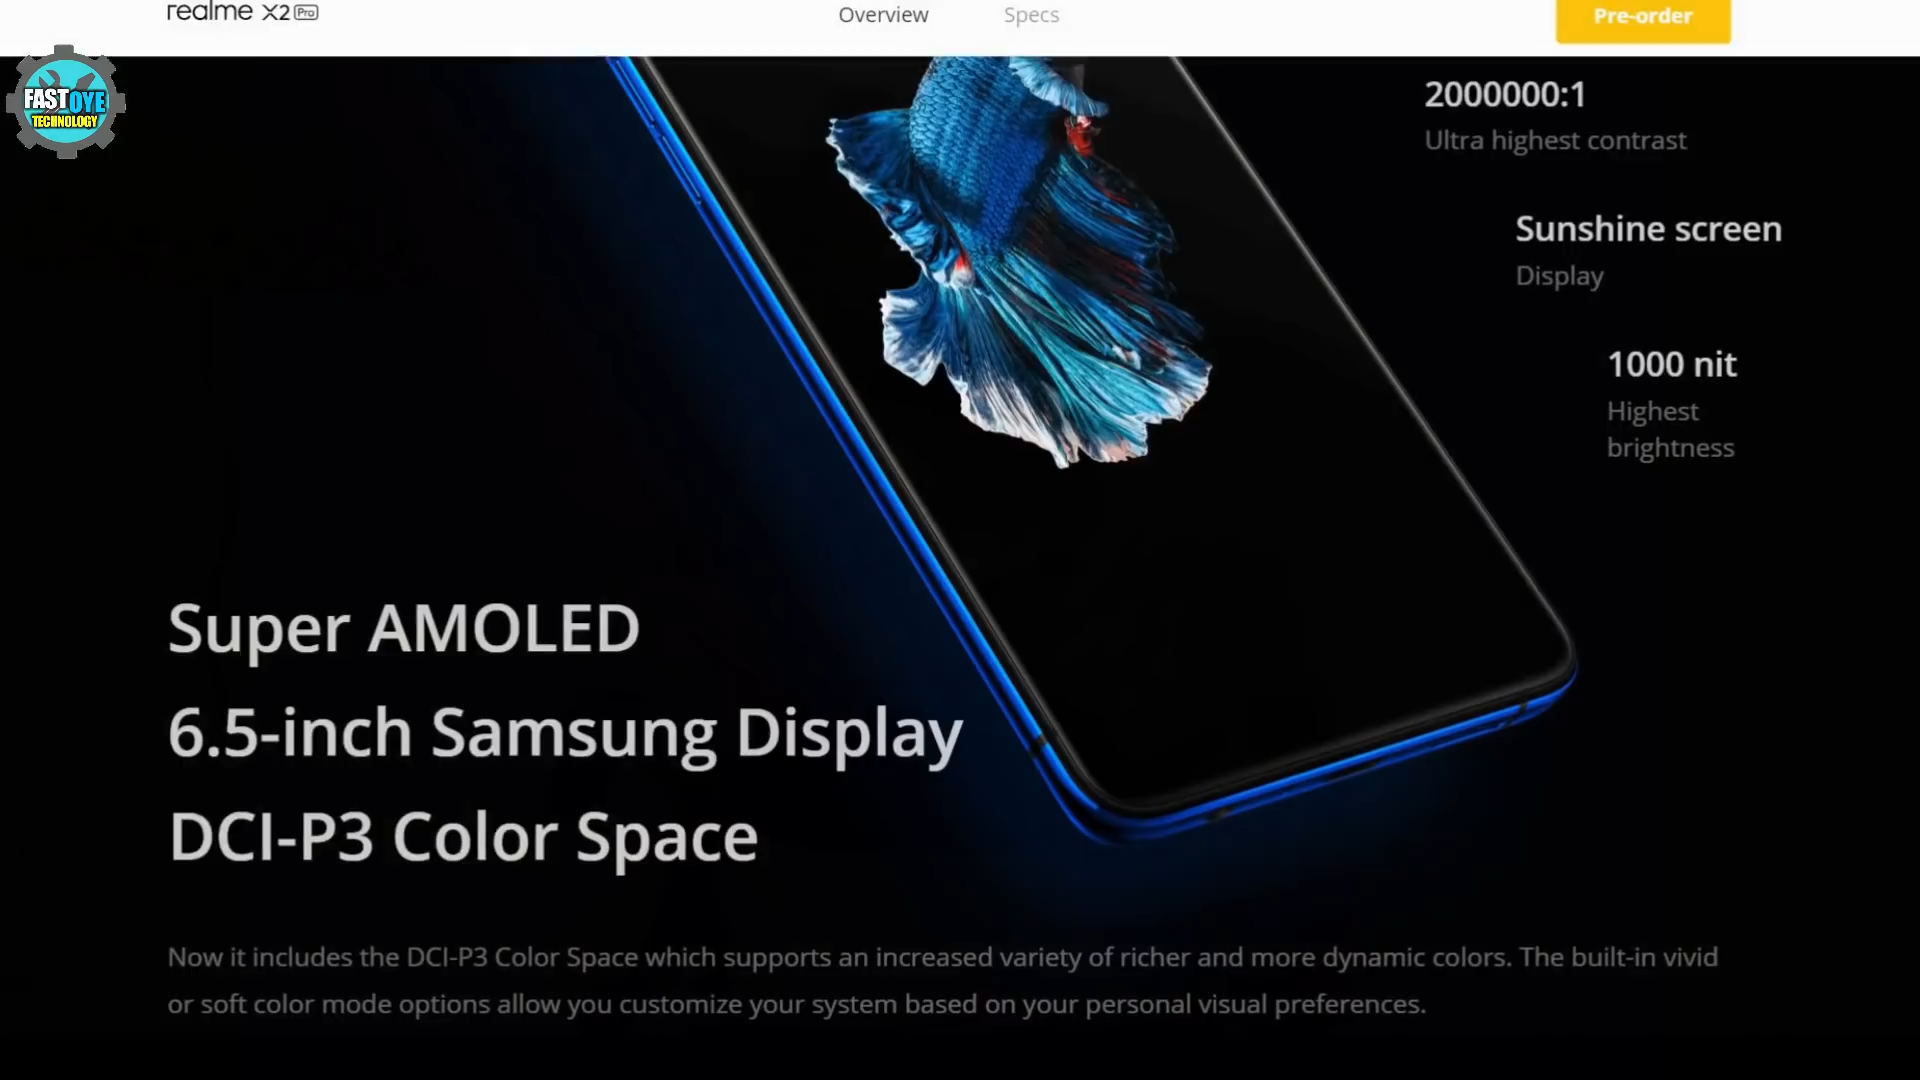 realme X2 Pro
Overview
Specs
Pre-order
FAST OYE
TECHNOLOGY
2000000:1
Ultra highest contrast
Sunshine screen
Display
1000 nit
Highest
brightness
Super AMOLED
6.5-inch Samsung Display
DCI-P3 Color Space
Now it includes the DCI-P3 Color Space which supports an increased variety of richer and more dynamic colors. The built-in vivid
or soft color mode options allow you customize your system based on your personal visual preferences.